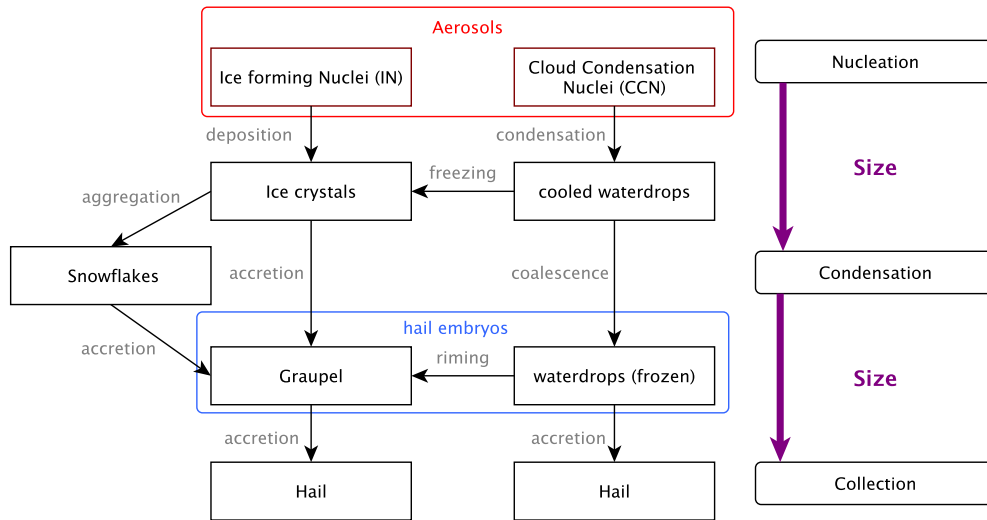 Aerosols
Ice forming Nuclei (IN)
Cloud Condensation
Nuclei (CCN)
Nucleation
deposition
condensation
Size
freezing
Ice crystals
cooled waterdrops
aggregation
Snowflakes
accretion
coalescence
Condensation
hail embryos
accretion
riming
Graupel
waterdrops (frozen)
Size
accretion
accretion
Hail
Hail
Collection